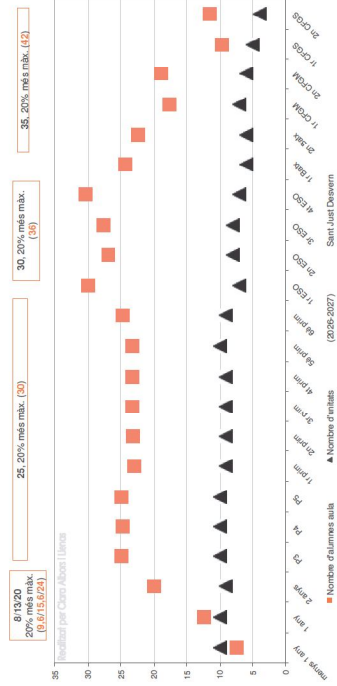 8/13/20
20% més màx.
(9,6/15,6/24)
25, 20% més màx. (30)
30, 20% més màx.
(36)
35, 20% més màx. (42)
Realitzat per Clara Albors i Llenas
35
30
25
20
15
10
5
0
menys 1 any
1 any
2 anys
P3
P4
P5
1r prim
2n prim
3r prim
4t prim
5è prim
6è prim
1r ESO
2n ESO
3r ESO
4t ESO
1r Batx
2n Batx
1r CFGM
2n CFGM
1r CFGS
2n CFGS
Nombre d'alumnes aula
Nombre d'unitats
(2026-2027)
Sant Just Desvern